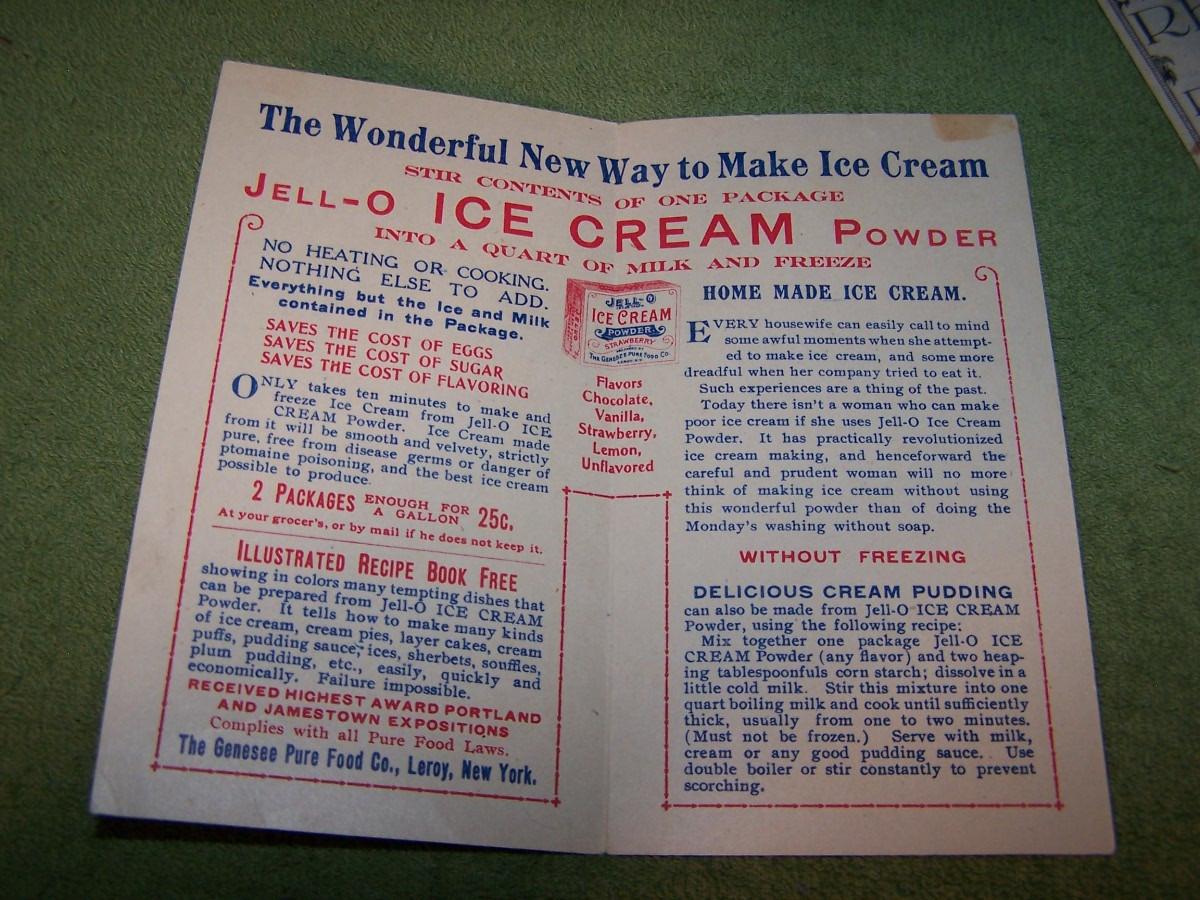 The Wonderful New Way to Make Ice Cream
STIR CONTENTS OF ONE PACKAGE
JELL-O ICE CREAM POWDER
INTO A QUART OF MILK AND FREEZE
NO HEATING OR COOKING.
NOTHING ELSE TO ADD.
Everything but the Ice and Milk
contained in the Package.
SAVES THE COST OF EGGS
SAVES THE COST OF SUGAR
SAVES THE COST OF FLAVORING
ONLY takes ten minutes to make and
freeze Ice Cream from Jell-O ICE
CREAM Powder. Ice Cream made
from it will be smooth and velvety, strictly
pure, free from disease germs or danger of
ptomaine poisoning, and the best ice cream
possible to produce
2 PACKAGES ENOUGH FOR A GALLON 25c.
At your grocer's, or by mail if he does not keep it.
ILLUSTRATED RECIPE BOOK FREE
showing in colors many tempting dishes that
can be prepared from Jell-O ICE CREAM
Powder. It tells how to make many kinds
of ice cream, cream pies, layer cakes, cream
puffs, pudding sauce, ices, sherbets, souffles,
plum pudding, etc., easily, quickly and
economically. Failure impossible.
RECEIVED HIGHEST AWARD PORTLAND
AND JAMESTOWN EXPOSITIONS
Complies with all Pure Food Laws.
The Genesee Pure Food Co., Leroy, New York.
JELL-O
ICE CREAM
POWDER
STRAWBERRY
THE GENESEE PURE FOOD CO.
Flavors
Chocolate,
Vanilla,
Strawberry,
Lemon,
Unflavored
HOME MADE ICE CREAM.
EVERY housewife can easily call to mind
some awful moments when she attempt-
ed to make ice cream, and some more
dreadful when her company tried to eat it.
Such experiences are a thing of the past.
Today there isn't a woman who can make
poor ice cream if she uses Jell-O Ice Cream
Powder. It has practically revolutionized
ice cream making, and henceforward the
careful and prudent woman will no more
think of making ice cream without using
this wonderful powder than of doing the
Monday's washing without soap.
WITHOUT FREEZING
DELICIOUS CREAM PUDDING
can also be made from Jell-O ICE CREAM
Powder, using the following recipe:
Mix together one package Jell-O ICE
CREAM Powder (any flavor) and two heap-
ing tablespoonfuls corn starch; dissolve in a
little cold milk. Stir this mixture into one
quart boiling milk and cook until sufficiently
thick, usually from one to two minutes.
(Must not be frozen.) Serve with milk,
cream or any good pudding sauce. Use
double boiler or stir constantly to prevent
scorching.